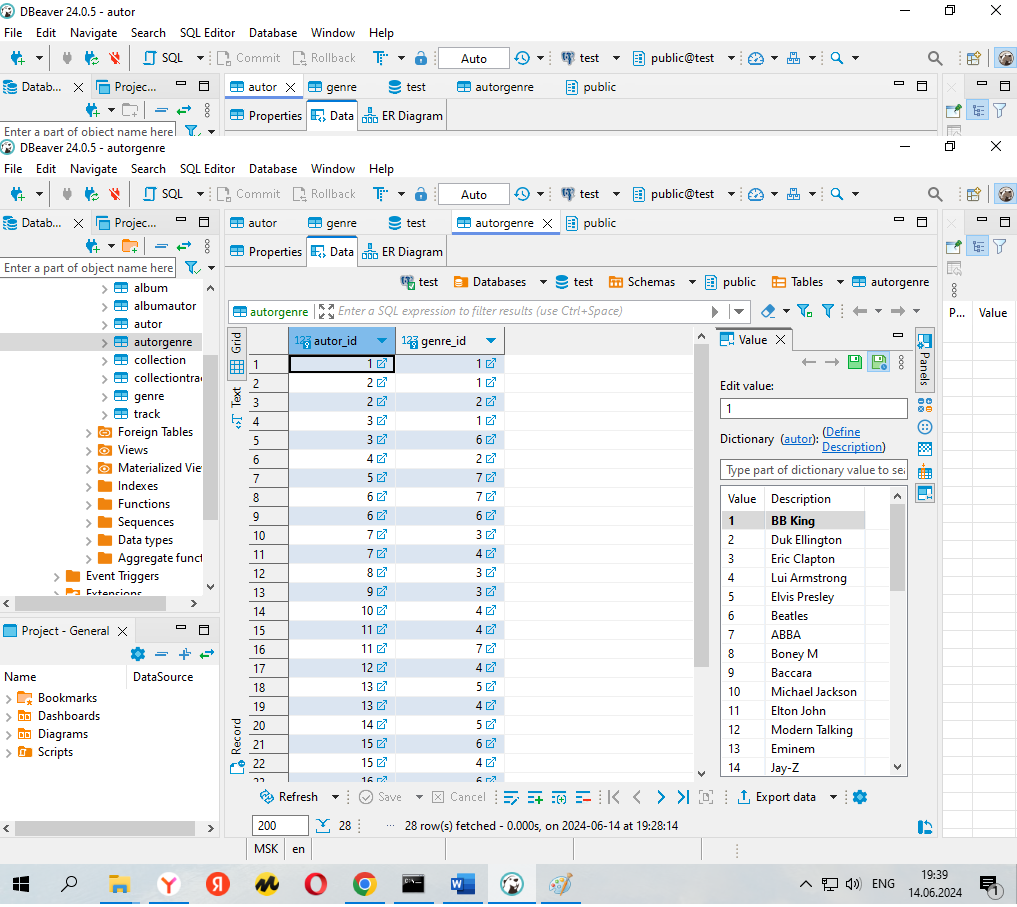 DBeaver 24.0.5 - autor
File Edit Navigate Search SQL Editor Database Window Help
SQL Commit Rollback Auto test public@test
Datab... Projec... autor genre test autorgenre public
Properties Data ER Diagram
Enter a part of object name here
DBeaver 24.0.5 - autorgenre
File Edit Navigate Search SQL Editor Database Window Help
SQL Commit Rollback Auto test public@test
Datab... Projec... autor genre test autorgenre public
Properties Data ER Diagram
Enter a part of object name here
test Databases test Schemas public Tables autorgenre
album
albumautor
autor
autorgenre
collection
collectiontra
genre
track
Foreign Tables
Views
Materialized Vie
Indexes
Functions
Sequences
Data types
Aggregate funct
Event Triggers
Extensions
Project - General
Name DataSource
Bookmarks
Dashboards
Diagrams
Scripts
autorgenre Enter a SQL expression to filter results (use Ctrl+Space)
Grid
Text
Record
123 autor_id 123 genre_id
1 1 1
2 2 1
3 2 2
4 3 1
5 3 6
6 4 2
7 5 7
8 6 7
9 6 6
10 7 3
11 7 4
12 8 3
13 9 3
14 10 4
15 11 4
16 11 7
17 12 4
18 13 5
19 13 4
20 14 5
21 15 6
22 15 4
23 16 6
Value
Edit value:
1
Dictionary (autor): (Define
Description)
Type part of dictionary value to sea
Value Description
1 BB King
2 Duk Ellington
3 Eric Clapton
4 Lui Armstrong
5 Elvis Presley
6 Beatles
7 ABBA
8 Boney M
9 Baccara
10 Michael Jackson
11 Elton John
12 Modern Talking
13 Eminem
14 Jay-Z
Panels
P... Value
Refresh Save Cancel Export data
200 28 ... 28 row(s) fetched - 0.000s, on 2024-06-14 at 19:28:14
MSK en
ENG
19:39
14.06.2024
1